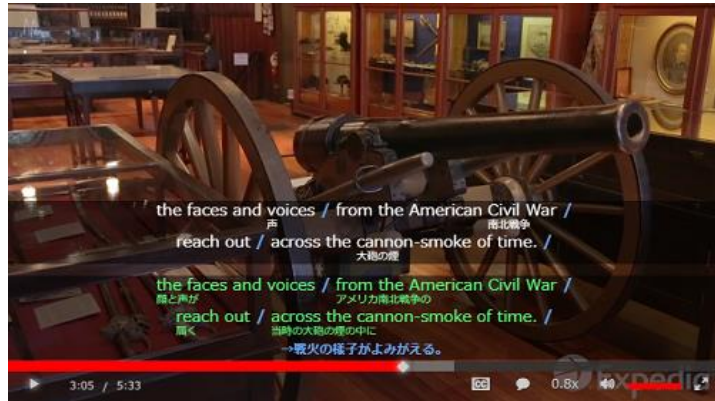 the faces and voices / from the American Civil War /
声 南北戦争
reach out / across the cannon-smoke of time. /
大砲の煙
the faces and voices / from the American Civil War /
顔と声が アメリカ南北戦争の
reach out / across the cannon-smoke of time. /
届く 当時の大砲の煙の中に
→戦火の様子がよみがえる。
3:05 / 5:33
CC
0.8x